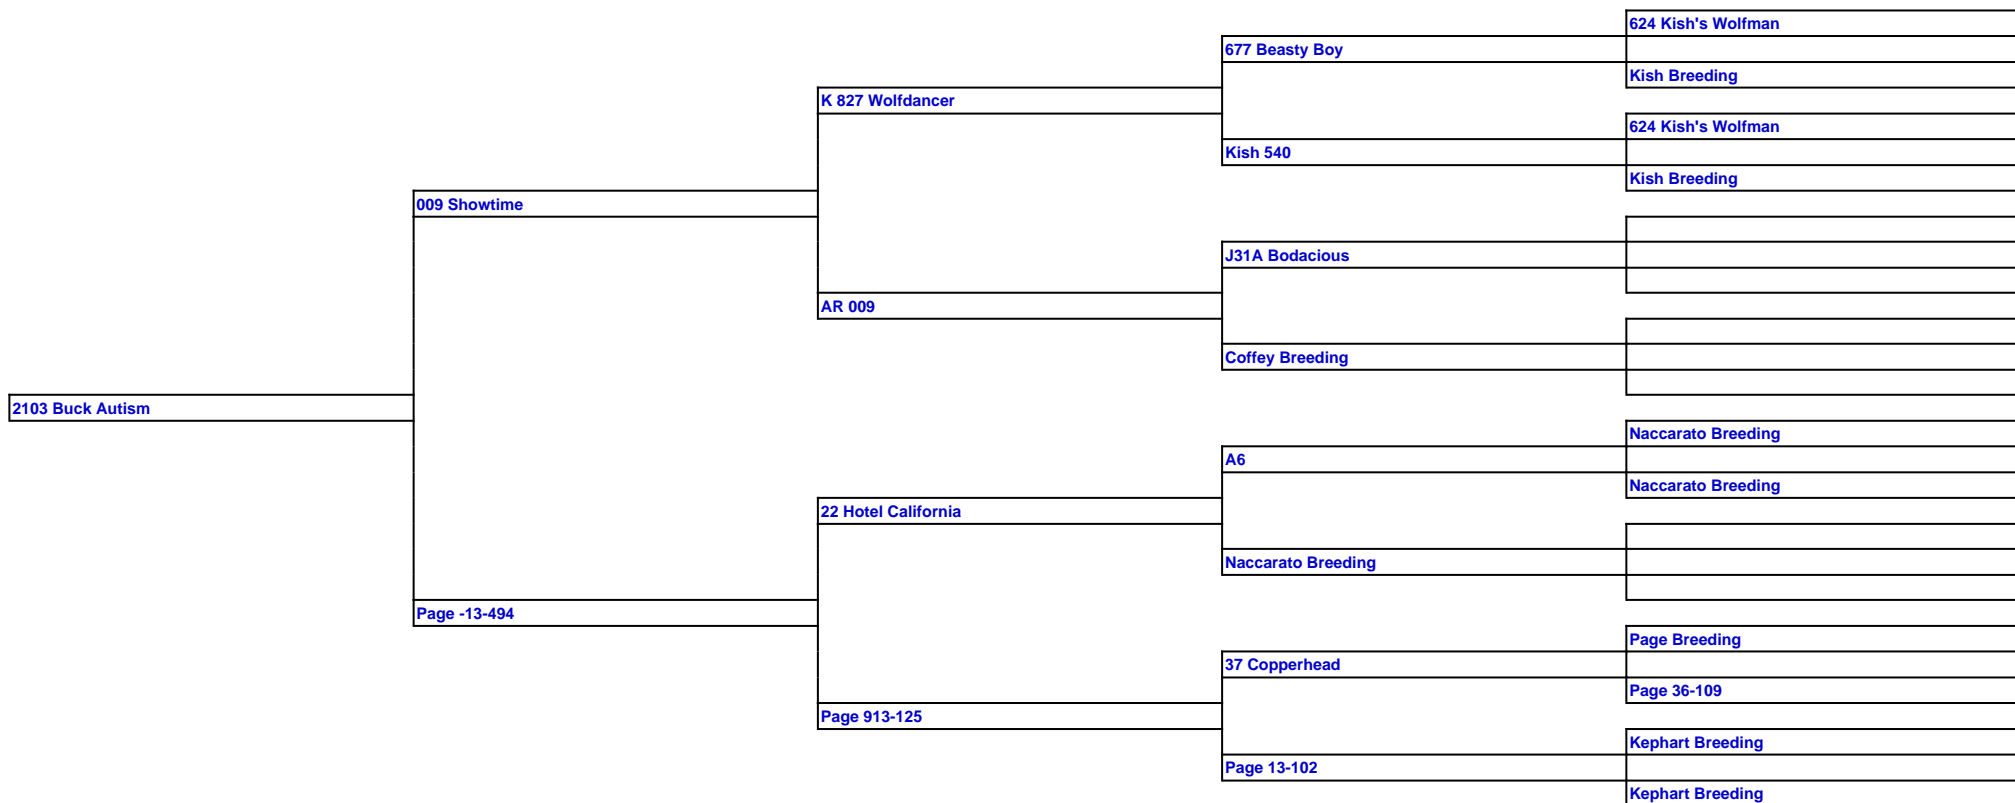 624 Kish's Wolfman
677 Beasty Boy
Kish Breeding
K 827 Wolfdancer
624 Kish's Wolfman
Kish 540
Kish Breeding
009 Showtime
J31A Bodacious
AR 009
Coffey Breeding
2103 Buck Autism
Naccarato Breeding
A6
Naccarato Breeding
22 Hotel California
Naccarato Breeding
Page -13-494
Page Breeding
37 Copperhead
Page 36-109
Page 913-125
Kephart Breeding
Page 13-102
Kephart Breeding